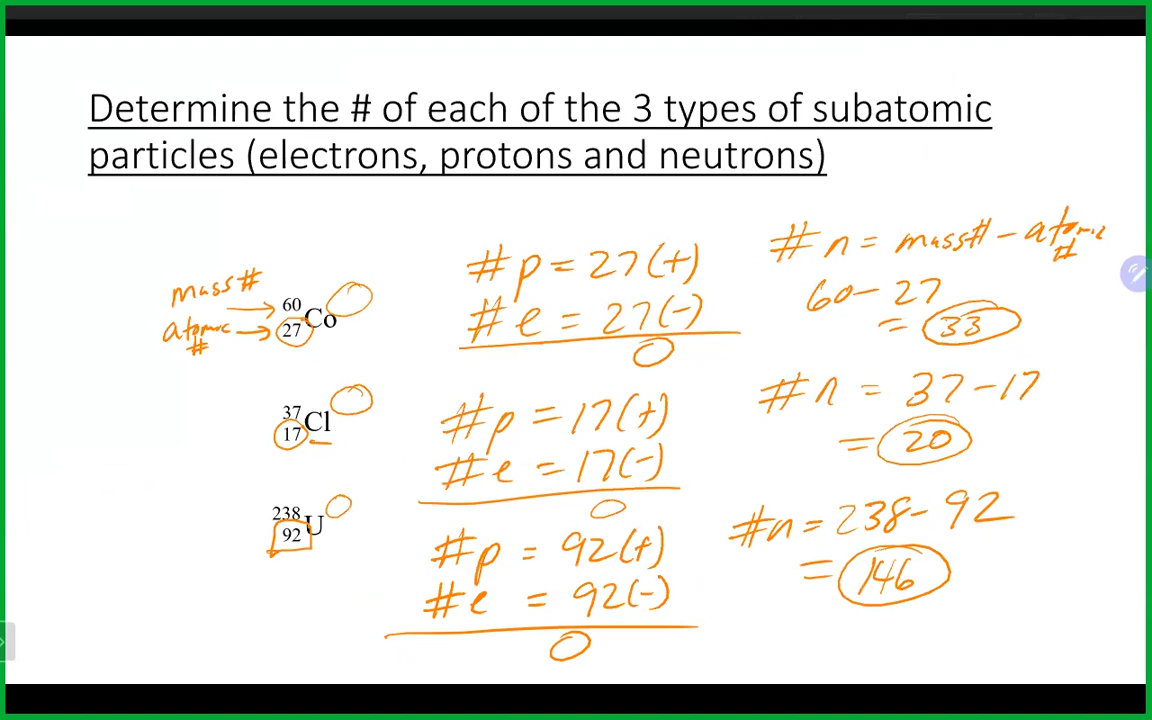 Determine the # of each of the 3 types of subatomic
particles (electrons, protons and neutrons)
mass#
atomic
#
60
27
Co
#p = 27(+)
#e = 27(-)
0
#n = mass# - atomic
#
60 - 27
= 33
37
17
Cl
#p = 17(+)
#e = 17(-)
0
#n = 37 - 17
= 20
238
92
U
#p = 92(+)
#e = 92(-)
0
#n = 238 - 92
= 146